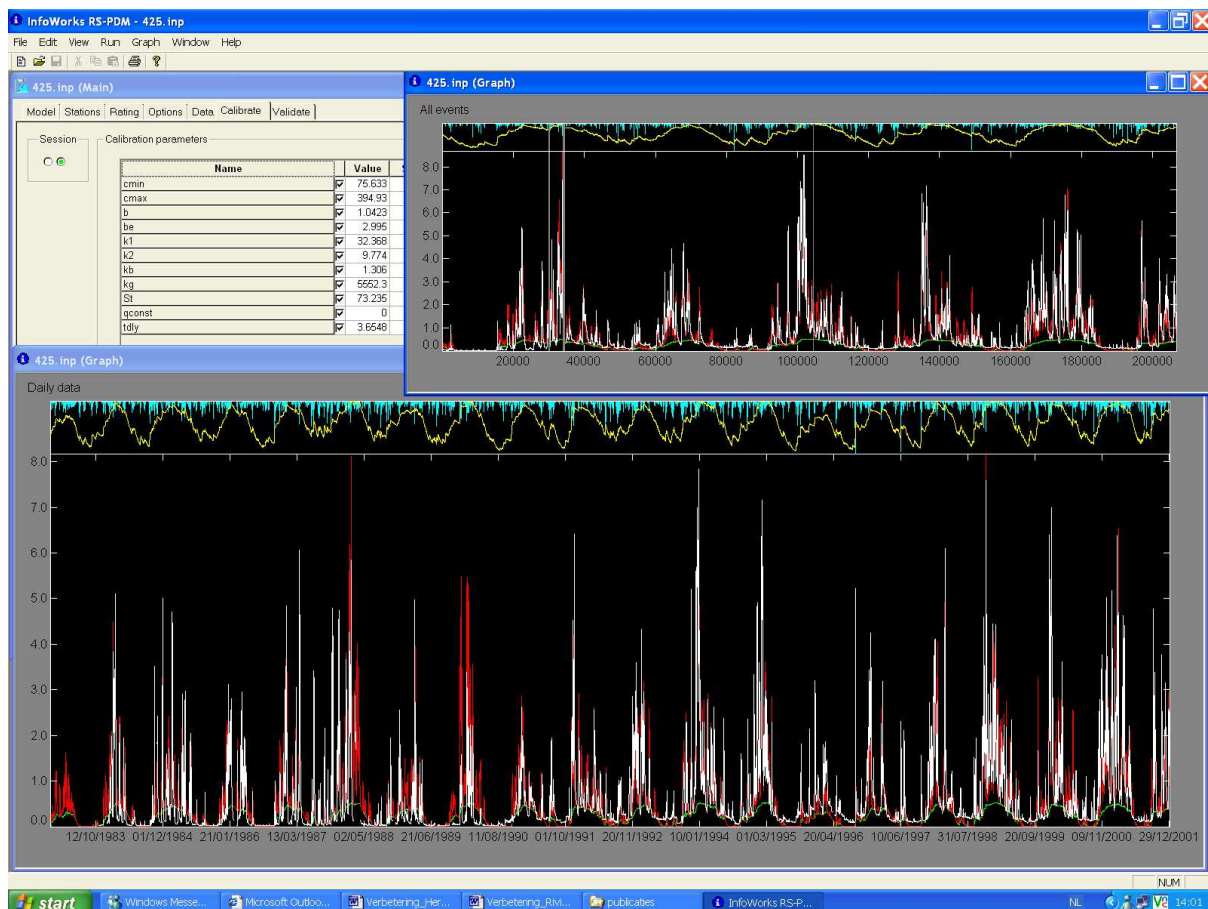 InfoWorks RS-PDM - 425.inp
File Edit View Run Graph Window Help
425.inp (Main)
Model Stations Rating Options Data Calibrate Validate
Session
Calibration parameters
Name Value
cmin 75.633
cmax 394.93
b 1.0423
be 2.995
k1 32.368
k2 9.774
kb 1.306
kg 5552.3
St 73.235
qconst 0
tdly 3.6548
425.inp (Graph)
All events
8.0
7.0
6.0
5.0
4.0
3.0
2.0
1.0
0.0
20000 40000 60000 80000 100000 120000 140000 160000 180000 200000
425.inp (Graph)
Daily data
8.0
7.0
6.0
5.0
4.0
3.0
2.0
1.0
0.0
12/10/1983 01/12/1984 21/01/1986 13/03/1987 02/05/1988 21/06/1989 11/08/1990 01/10/1991 20/11/1992 10/01/1994 01/03/1995 20/04/1996 10/06/1997 31/07/1998 20/09/1999 09/11/2000 29/12/2001
NUM
start Windows Messe... Microsoft Outloo... Verbetering_Her... Verbetering_Rivi... publicaties InfoWorks RS-P... NL 14:01